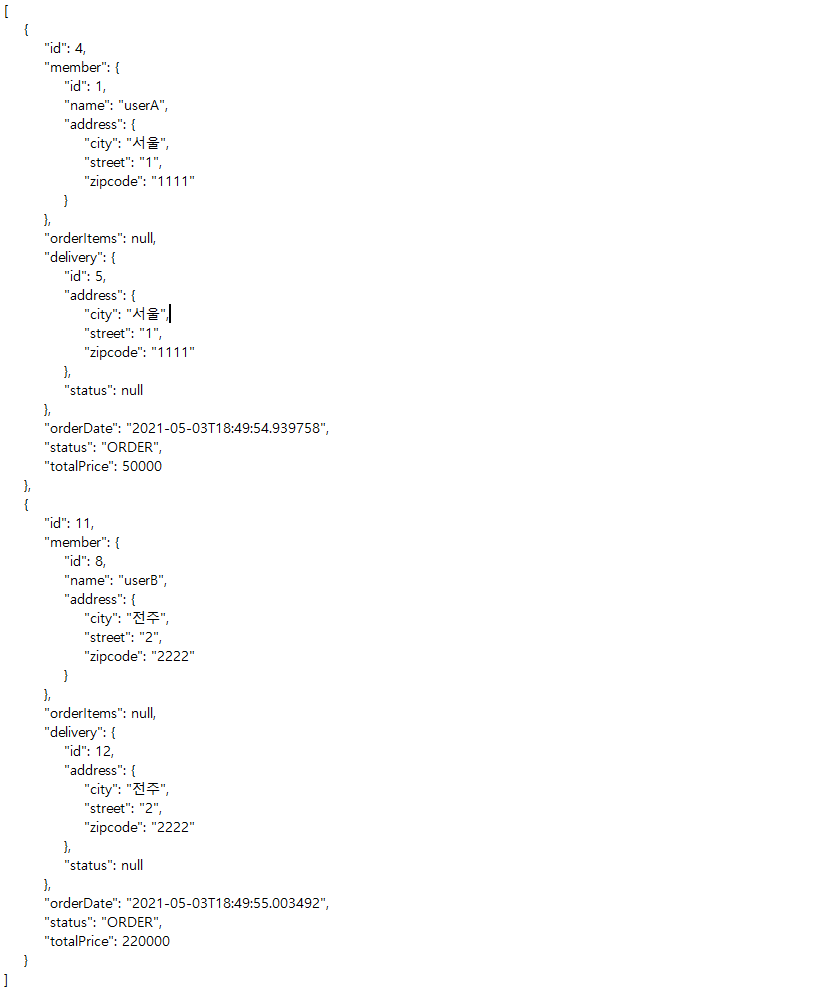 [
{
"id": 4,
"member": {
"id": 1,
"name": "userA",
"address": {
"city": "서울",
"street": "1",
"zipcode": "1111"
}
},
"orderItems": null,
"delivery": {
"id": 5,
"address": {
"city": "서울",
"street": "1",
"zipcode": "1111"
},
"status": null
},
"orderDate": "2021-05-03T18:49:54.939758",
"status": "ORDER",
"totalPrice": 50000
},
{
"id": 11,
"member": {
"id": 8,
"name": "userB",
"address": {
"city": "전주",
"street": "2",
"zipcode": "2222"
}
},
"orderItems": null,
"delivery": {
"id": 12,
"address": {
"city": "전주",
"street": "2",
"zipcode": "2222"
},
"status": null
},
"orderDate": "2021-05-03T18:49:55.003492",
"status": "ORDER",
"totalPrice": 220000
}
]